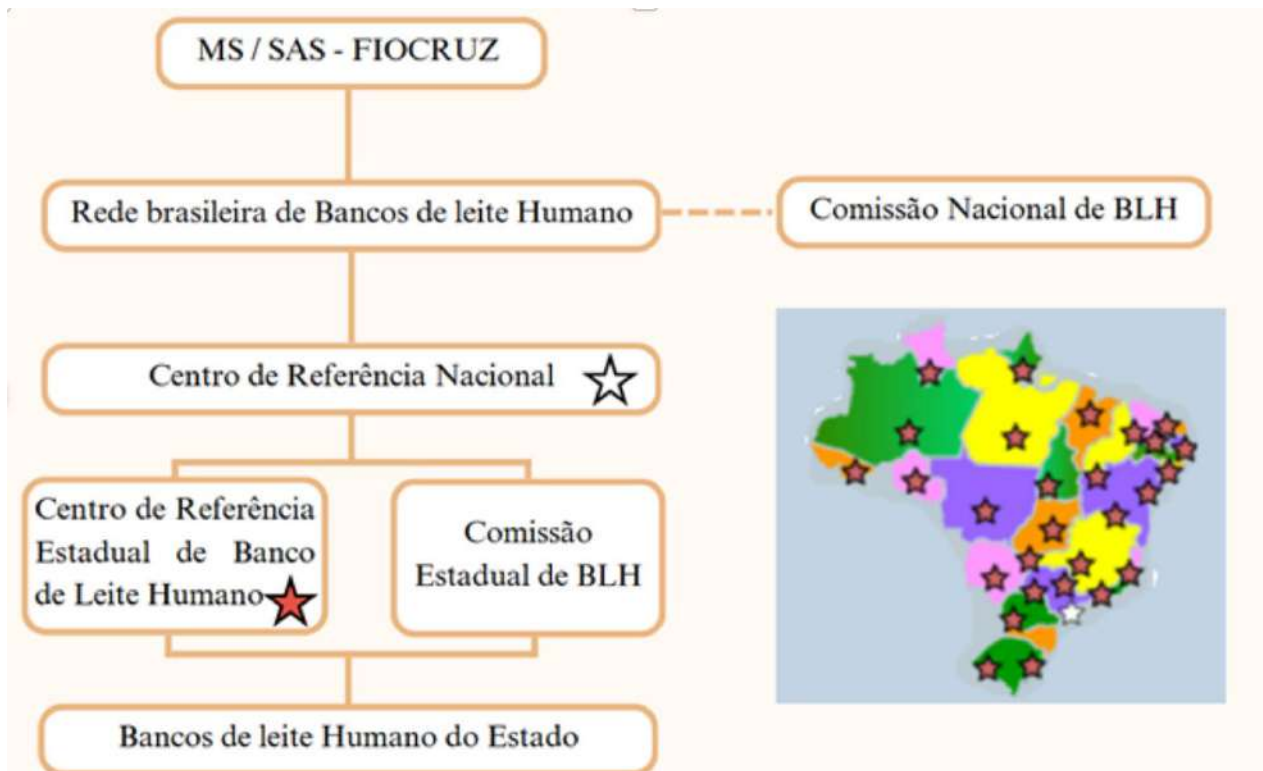 MS / SAS - FIOCRUZ
Rede brasileira de Bancos de leite Humano
Comissão Nacional de BLH
Centro de Referência Nacional
Centro de Referência
Estadual de Banco
de Leite Humano
Comissão
Estadual de BLH
Bancos de leite Humano do Estado